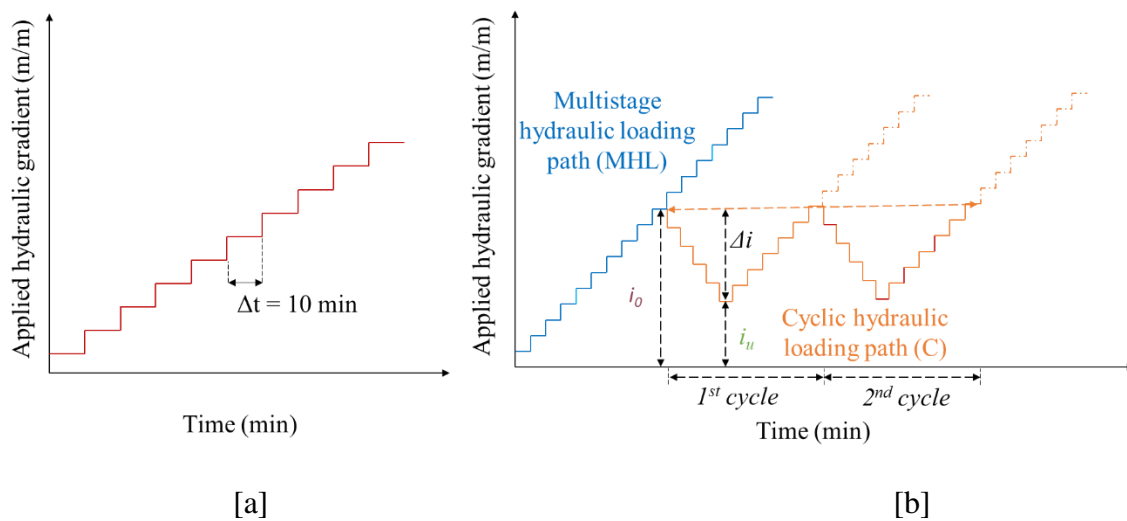 Applied hydraulic gradient (m/m)
Δt = 10 min
Time (min)
[a]
Applied hydraulic gradient (m/m)
Multistage
hydraulic loading
path (MHL)
Δi
i₀
iᵤ
Cyclic hydraulic
loading path (C)
1ˢᵗ cycle
2ⁿᵈ cycle
Time (min)
[b]